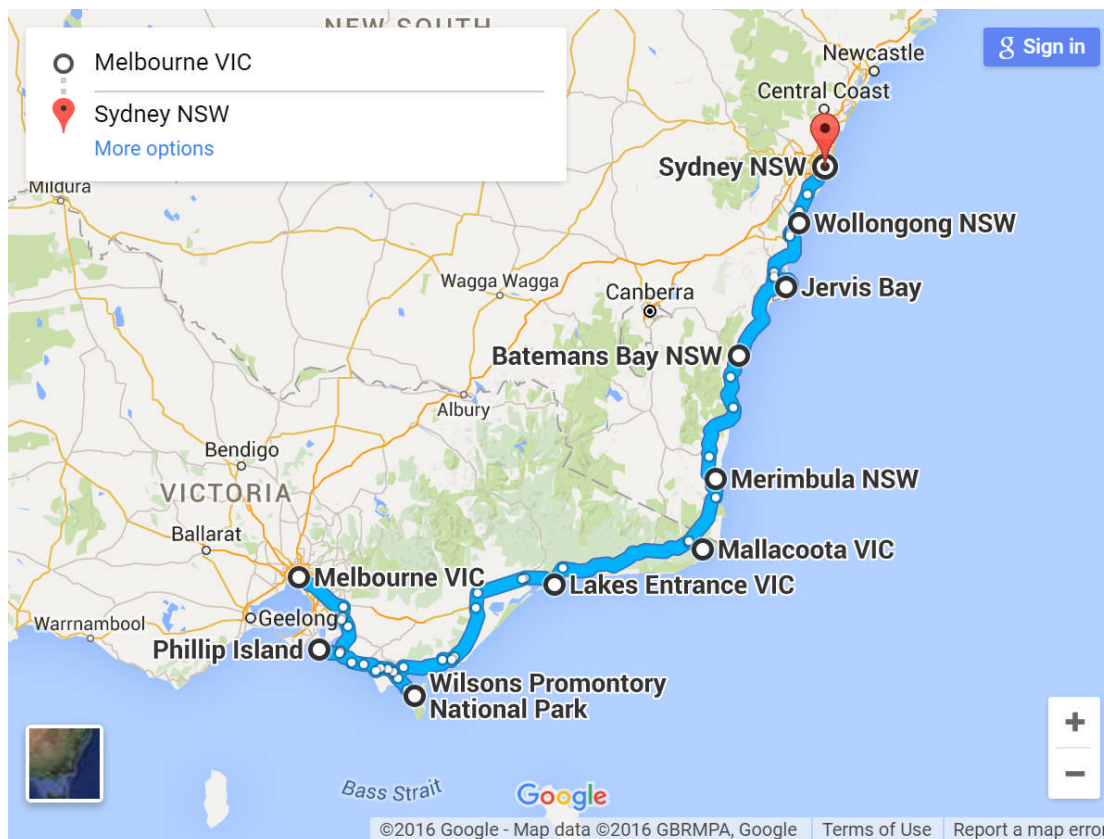 NEW SOUTH
Melbourne VIC
Sydney NSW
More options
g Sign in
Newcastle
Central Coast
Sydney NSW
Mildura
Wollongong NSW
Wagga Wagga
Canberra
Jervis Bay
Batemans Bay NSW
Albury
Bendigo
Merimbula NSW
VICTORIA
Ballarat
Mallacoota VIC
Melbourne VIC
Lakes Entrance VIC
Geelong
Warrnambool
Phillip Island
Wilsons Promontory
National Park
+
−
Bass Strait
Google
©2016 Google - Map data ©2016 GBRMPA, Google
Terms of Use
Report a map error